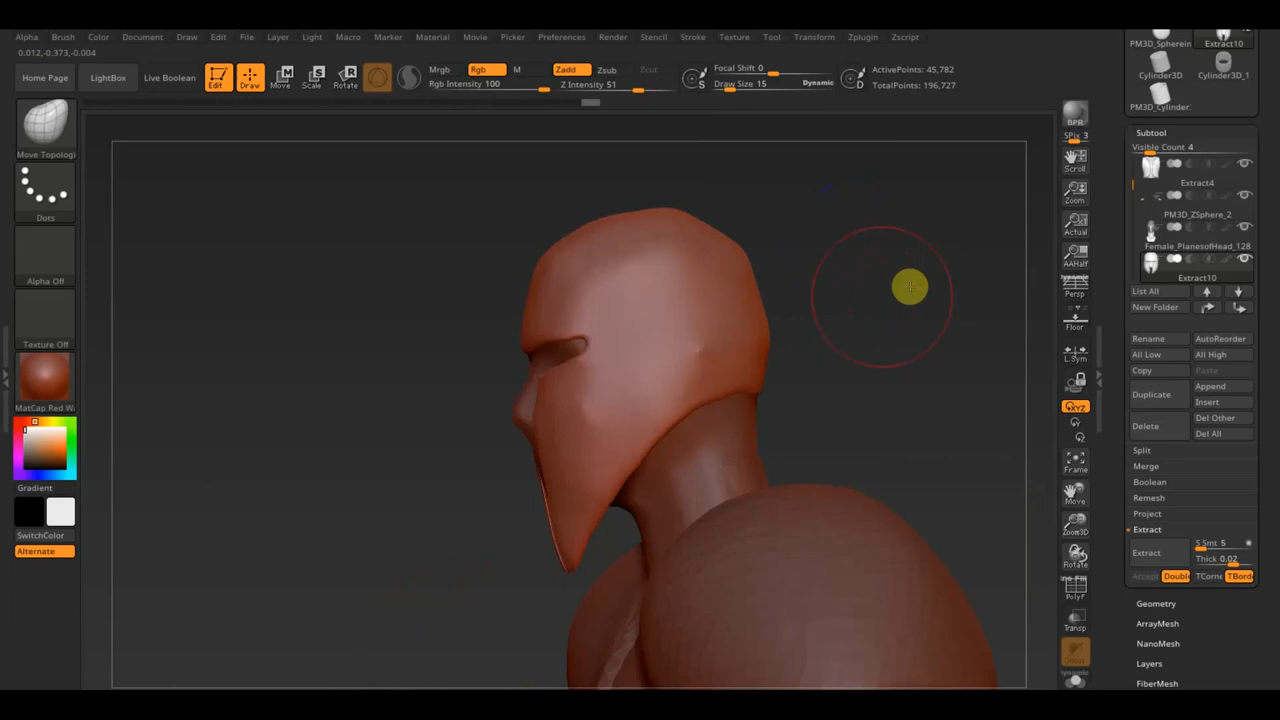 Alpha Brush Color Document Draw Edit File Layer Light Macro Marker Material Movie Picker Preferences Render Stencil Stroke Texture Tool Transform Zplugin Zscript
0.012,-0.373,-0.004
Home Page LightBox Live Boolean Edit Draw Move Scale Rotate
Mrgb Rgb M Zadd Zsub Zcut
Rgb Intensity 100 Z Intensity 51
S Focal Shift 0 D ActivePoints: 45,782
Draw Size 15 Dynamic TotalPoints: 196,727
Move Topologi
Dots
Alpha Off
Texture Off
MatCap Red Wa
Gradient
SwitchColor
Alternate
BPR
SPix 3
Scroll
Zoom
Actual
AAHalf
Persp
Floor
L.Sym
XYZ
Frame
Move
Zoom3D
Rotate
PolyF
Transp
PM3D_Spherein Extract10
Cylinder3D Cylinder3D_1
PM3D_Cylinder.
Subtool
Visible Count 4
Extract4
PM3D_ZSphere_2
Female_PlanesofHead_128
Extract10
List All
New Folder
Rename AutoReorder
All Low All High
Copy Paste
Duplicate Append
Insert
Delete Del Other
Del All
Split
Merge
Boolean
Remesh
Project
Extract
Extract S Smt 5
Thick 0.02
Accept Double TCorne TBorde
Geometry
ArrayMesh
NanoMesh
Layers
FiberMesh